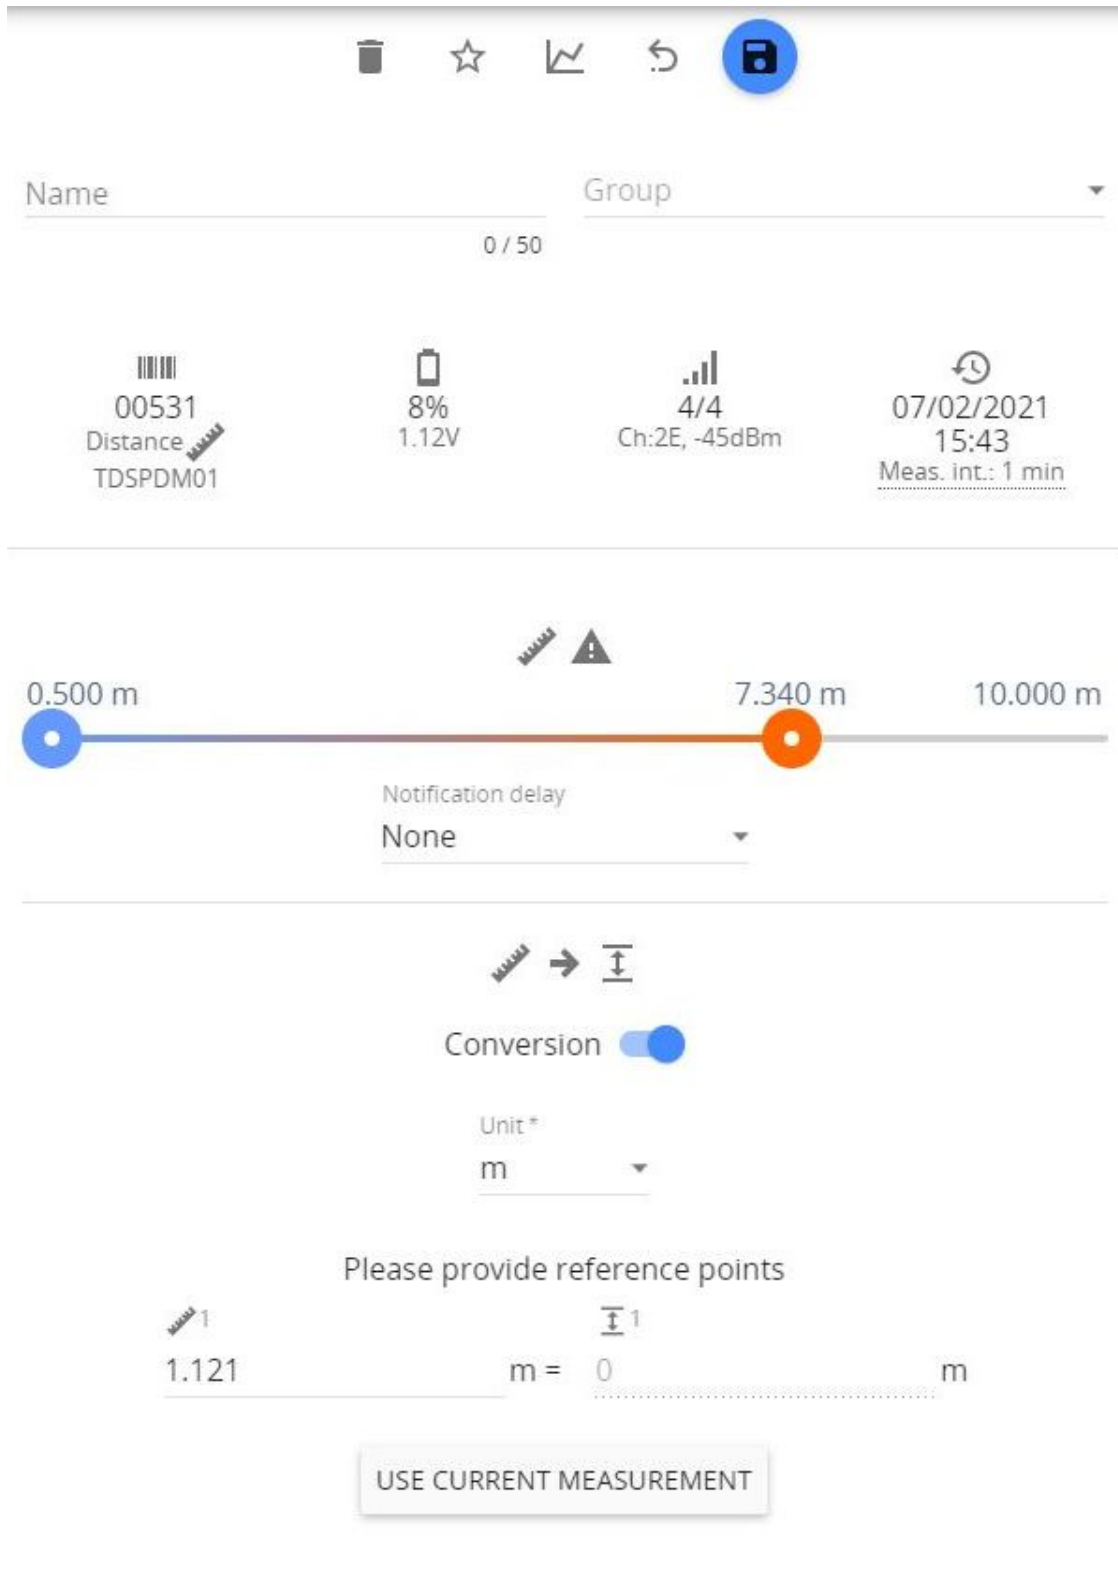 Name
Group
0 / 50
00531
Distance
TDSPDM01
8%
1.12V
4/4
Ch:2E, -45dBm
07/02/2021
15:43
Meas. int.: 1 min
0.500 m
7.340 m
10.000 m
Notification delay
None
Conversion
Unit *
m
Please provide reference points
1
1
1.121 m = 0 m
USE CURRENT MEASUREMENT